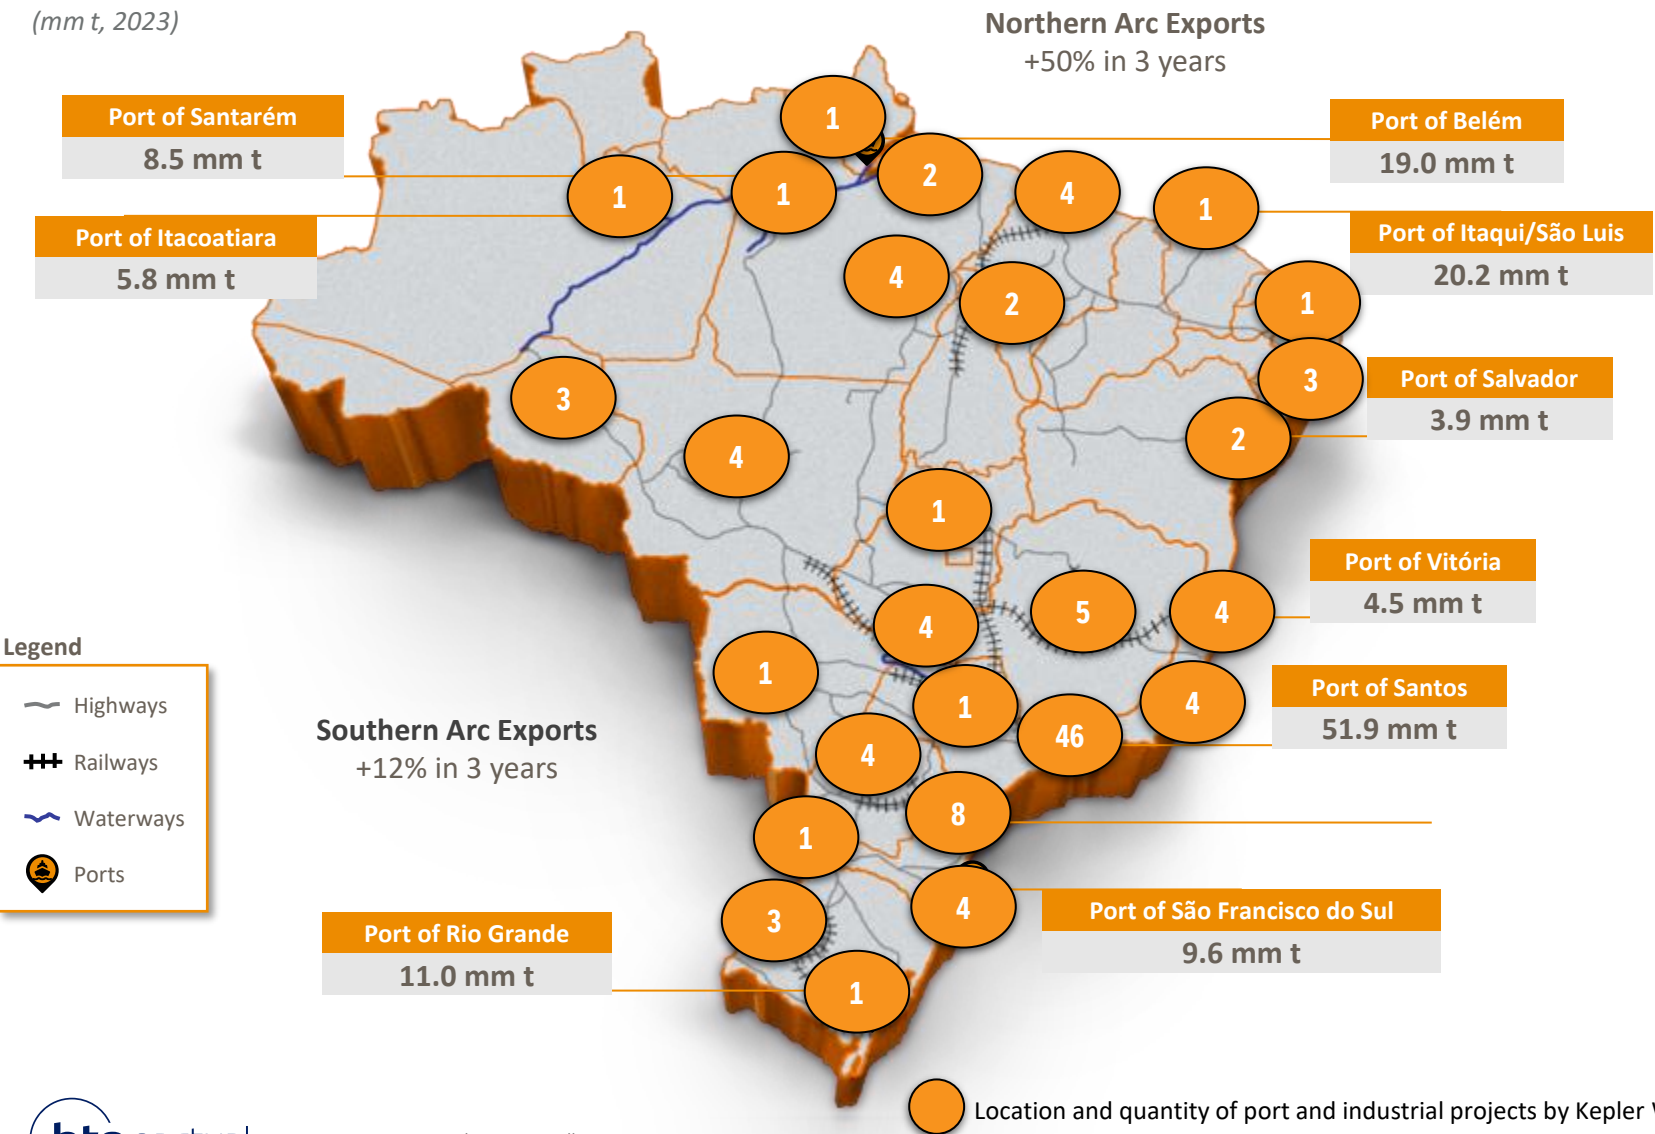 (mm t, 2023)
Northern Arc Exports
+50% in 3 years
Port of Santarém
8.5 mm t
Port of Itacoatiara
5.8 mm t
Port of Belém
19.0 mm t
Port of Itaqui/São Luis
20.2 mm t
Port of Salvador
3.9 mm t
Port of Vitória
4.5 mm t
Port of Santos
51.9 mm t
Port of São Francisco do Sul
9.6 mm t
Port of Rio Grande
11.0 mm t
Southern Arc Exports
+12% in 3 years
1
1
1
2
4
1
4
2
1
3
3
2
4
1
4
5
4
1
1
46
4
4
8
1
3
4
1
Legend
Highways
Railways
Waterways
Ports
Location and quantity of port and industrial projects by Kepler